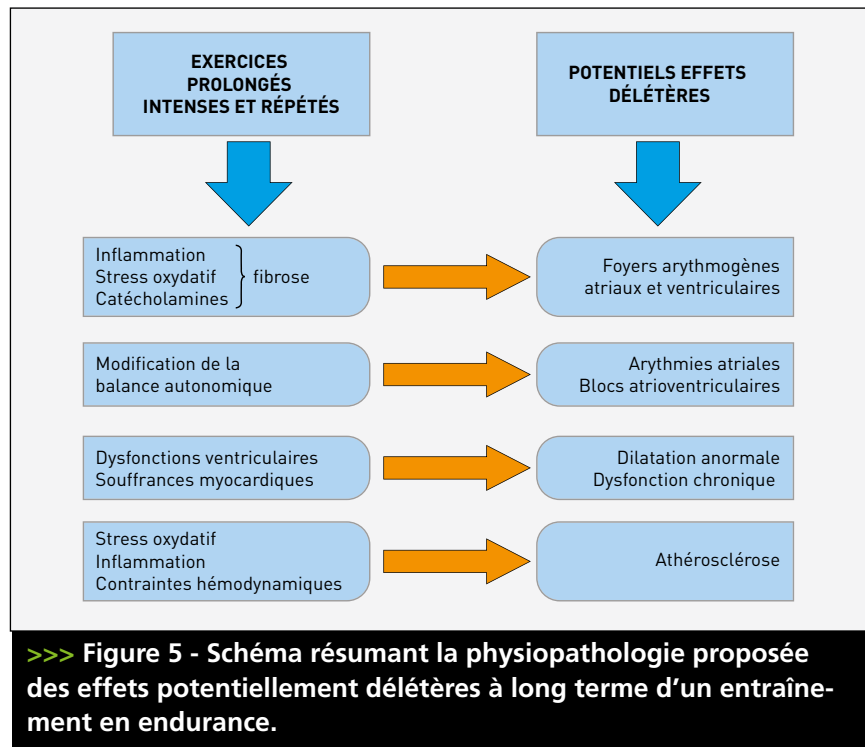 EXERCICES
PROLONGÉS
INTENSES ET RÉPÉTÉS
POTENTIELS EFFETS
DÉLÉTÈRES
Inflammation
Stress oxydatif
Catécholamines
fibrose
Foyers arythmogènes
atriaux et ventriculaires
Modification de la
balance autonomique
Arythmies atriales
Blocs atrioventriculaires
Dysfonctions ventriculaires
Souffrances myocardiques
Dilatation anormale
Dysfonction chronique
Stress oxydatif
Inflammation
Contraintes hémodynamiques
Athérosclérose
>>> Figure 5 - Schéma résumant la physiopathologie proposée
des effets potentiellement délétères à long terme d’un entraîne-
ment en endurance.